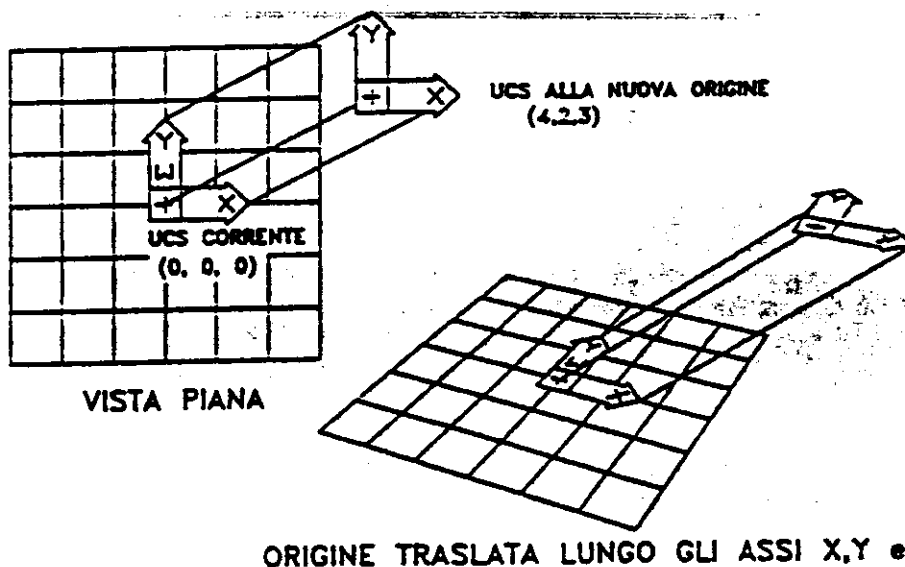 Y
X
UCS ALLA NUOVA ORIGINE
(4,2,3)
Y
W
X
UCS CORRENTE
(0, 0, 0)
VISTA PIANA
ORIGINE TRASLATA LUNGO GLI ASSI X,Y e